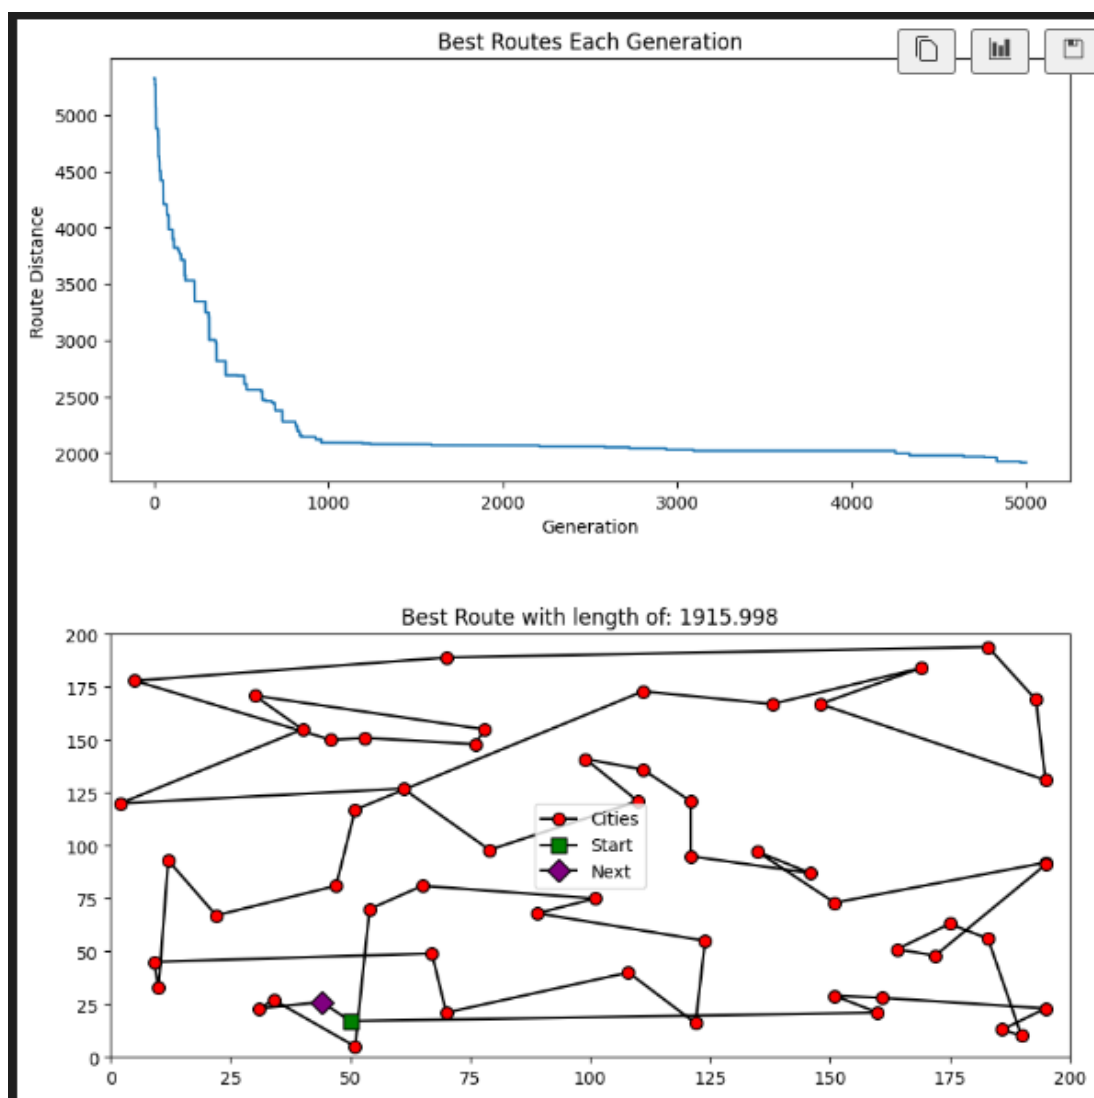 Best Routes Each Generation
5000
4500
4000
3500
3000
2500
2000
Route Distance
0 1000 2000 3000 4000 5000
Generation
Best Route with length of: 1915.998
200
175
150
125
100
75
50
25
0
Cities
Start
Next
0 25 50 75 100 125 150 175 200